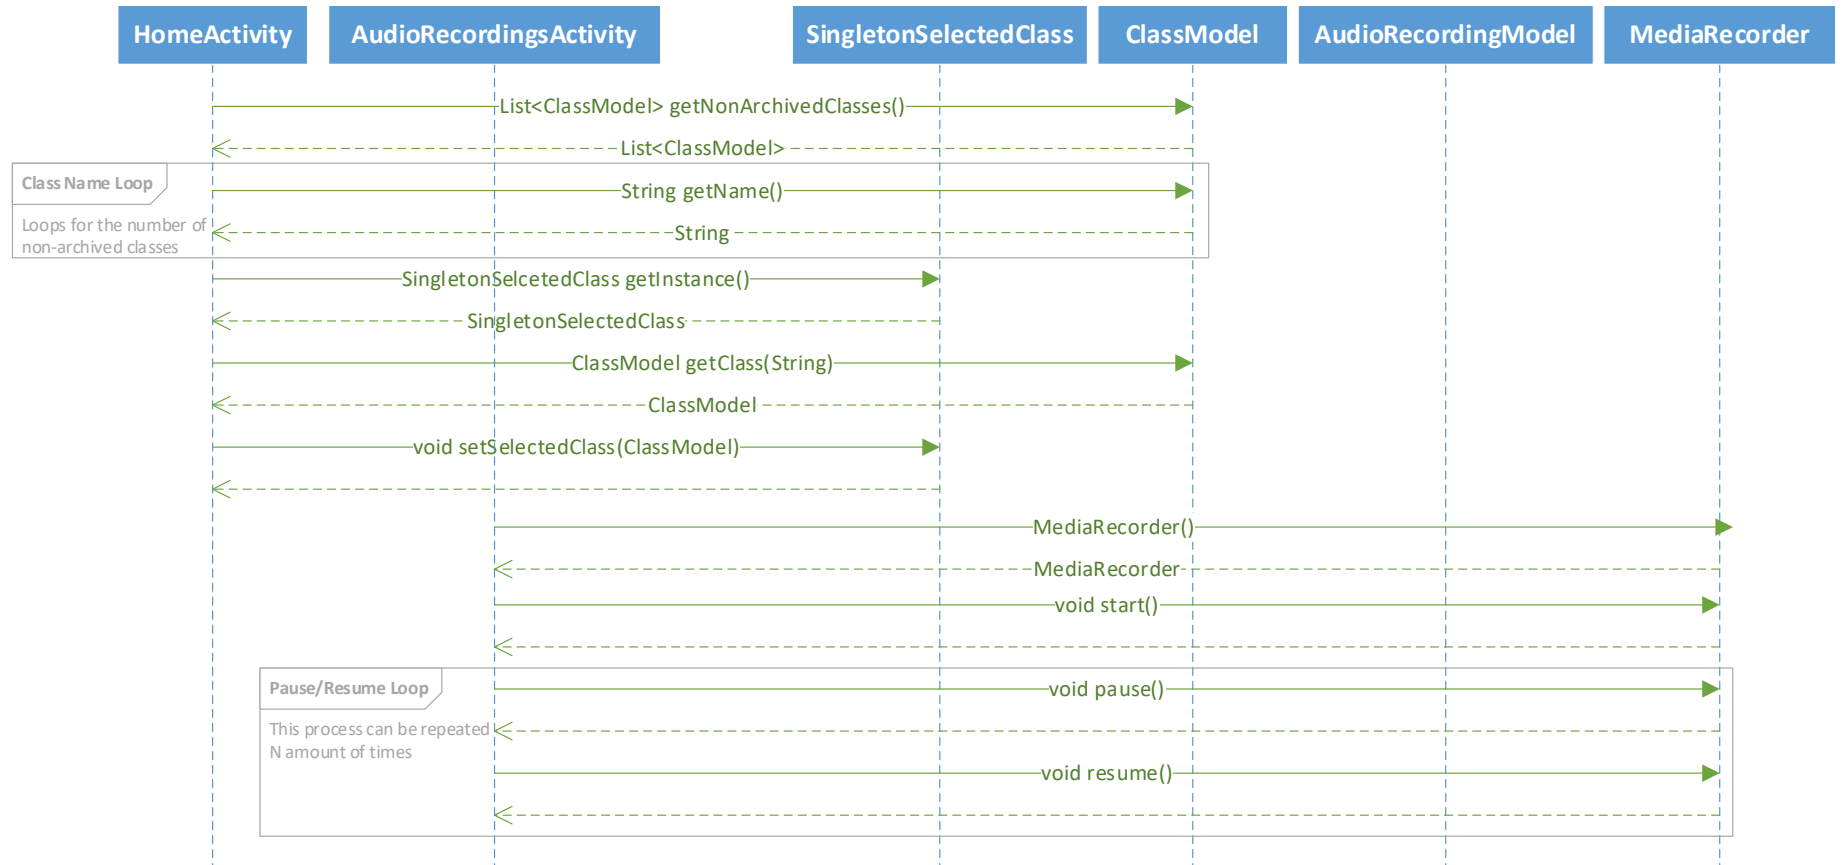 HomeActivity
AudioRecordingsActivity
SingletonSelectedClass
ClassModel
AudioRecordingModel
MediaRecorder
List<ClassModel> getNonArchivedClasses()
List<ClassModel>
Class Name Loop
String getName()
Loops for the number of
non-archived classes
String
SingletonSelcetedClass getInstance()
SingletonSelectedClass
ClassModel getClass(String)
ClassModel
void setSelectedClass(ClassModel)
MediaRecorder()
MediaRecorder
void start()
Pause/Resume Loop
void pause()
This process can be repeated
N amount of times
void resume()